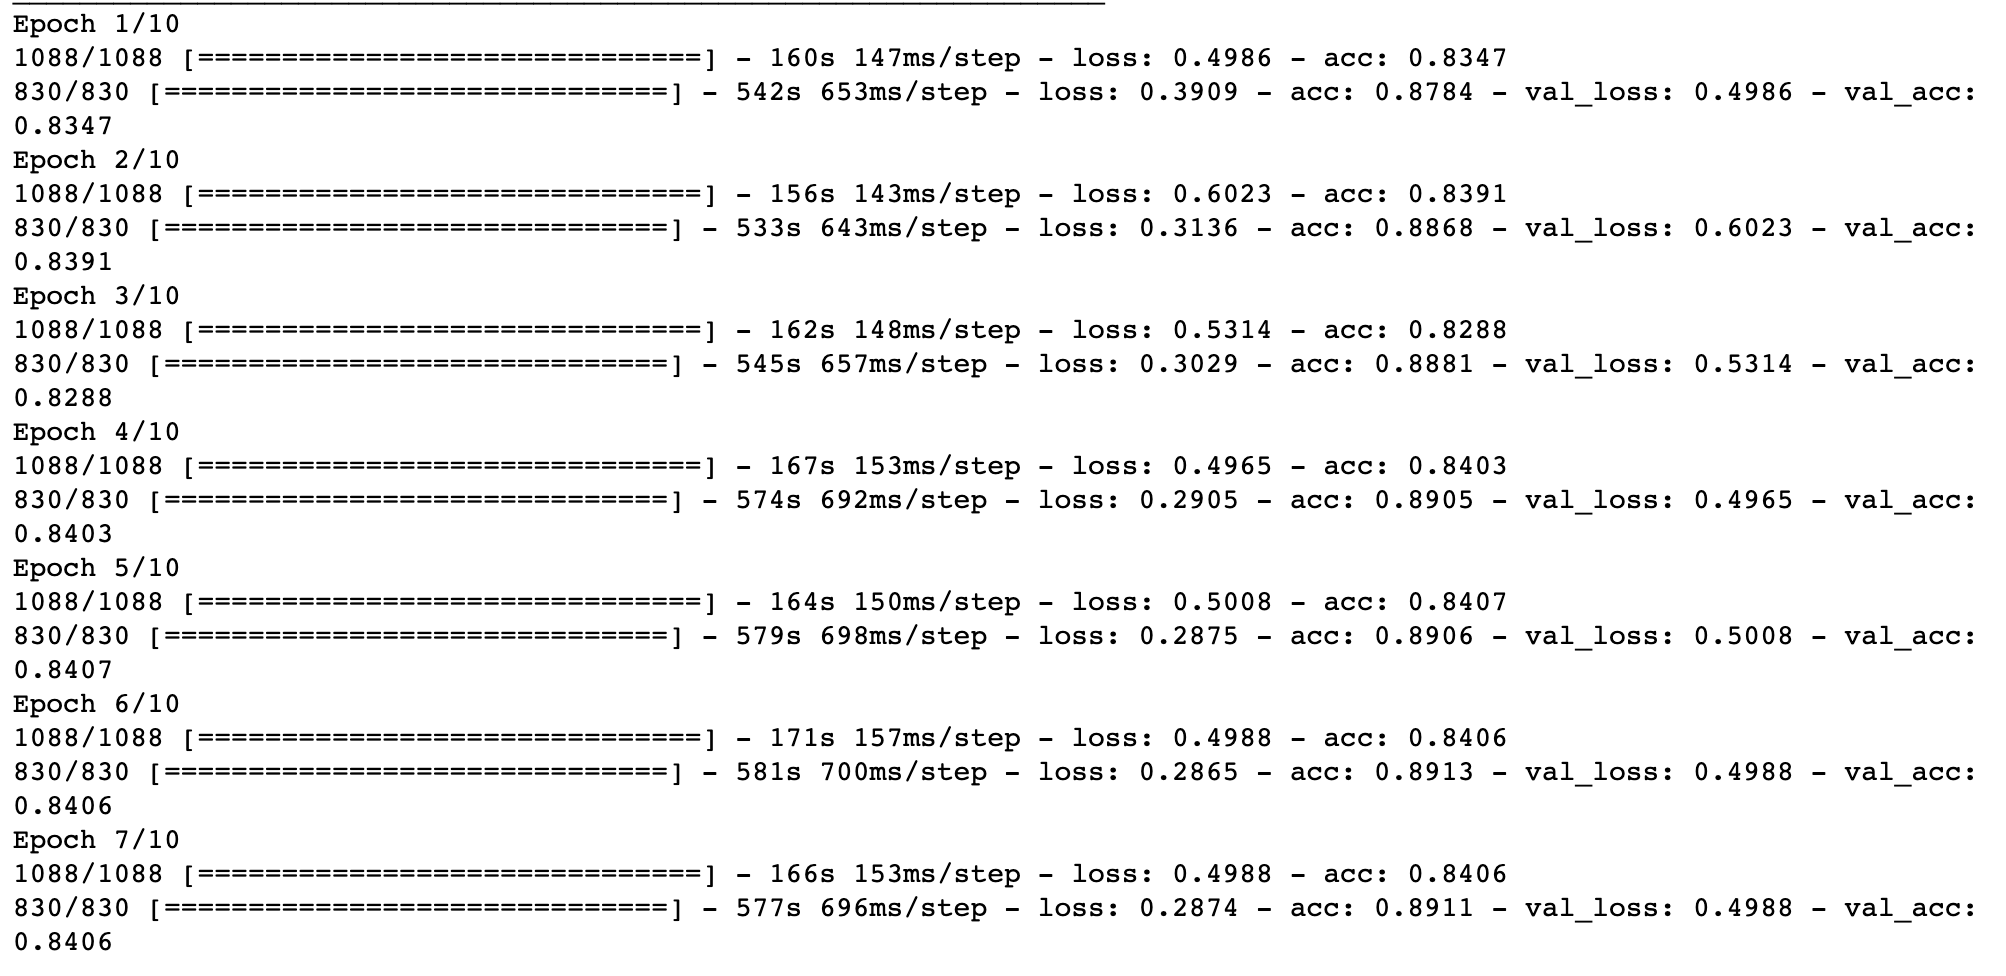 Epoch 1/10
1088/1088 [==============================] - 160s 147ms/step - loss: 0.4986 - acc: 0.8347
830/830 [==============================] - 542s 653ms/step - loss: 0.3909 - acc: 0.8784 - val_loss: 0.4986 - val_acc:
0.8347
Epoch 2/10
1088/1088 [==============================] - 156s 143ms/step - loss: 0.6023 - acc: 0.8391
830/830 [==============================] - 533s 643ms/step - loss: 0.3136 - acc: 0.8868 - val_loss: 0.6023 - val_acc:
0.8391
Epoch 3/10
1088/1088 [==============================] - 162s 148ms/step - loss: 0.5314 - acc: 0.8288
830/830 [==============================] - 545s 657ms/step - loss: 0.3029 - acc: 0.8881 - val_loss: 0.5314 - val_acc:
0.8288
Epoch 4/10
1088/1088 [==============================] - 167s 153ms/step - loss: 0.4965 - acc: 0.8403
830/830 [==============================] - 574s 692ms/step - loss: 0.2905 - acc: 0.8905 - val_loss: 0.4965 - val_acc:
0.8403
Epoch 5/10
1088/1088 [==============================] - 164s 150ms/step - loss: 0.5008 - acc: 0.8407
830/830 [==============================] - 579s 698ms/step - loss: 0.2875 - acc: 0.8906 - val_loss: 0.5008 - val_acc:
0.8407
Epoch 6/10
1088/1088 [==============================] - 171s 157ms/step - loss: 0.4988 - acc: 0.8406
830/830 [==============================] - 581s 700ms/step - loss: 0.2865 - acc: 0.8913 - val_loss: 0.4988 - val_acc:
0.8406
Epoch 7/10
1088/1088 [==============================] - 166s 153ms/step - loss: 0.4988 - acc: 0.8406
830/830 [==============================] - 577s 696ms/step - loss: 0.2874 - acc: 0.8911 - val_loss: 0.4988 - val_acc:
0.8406